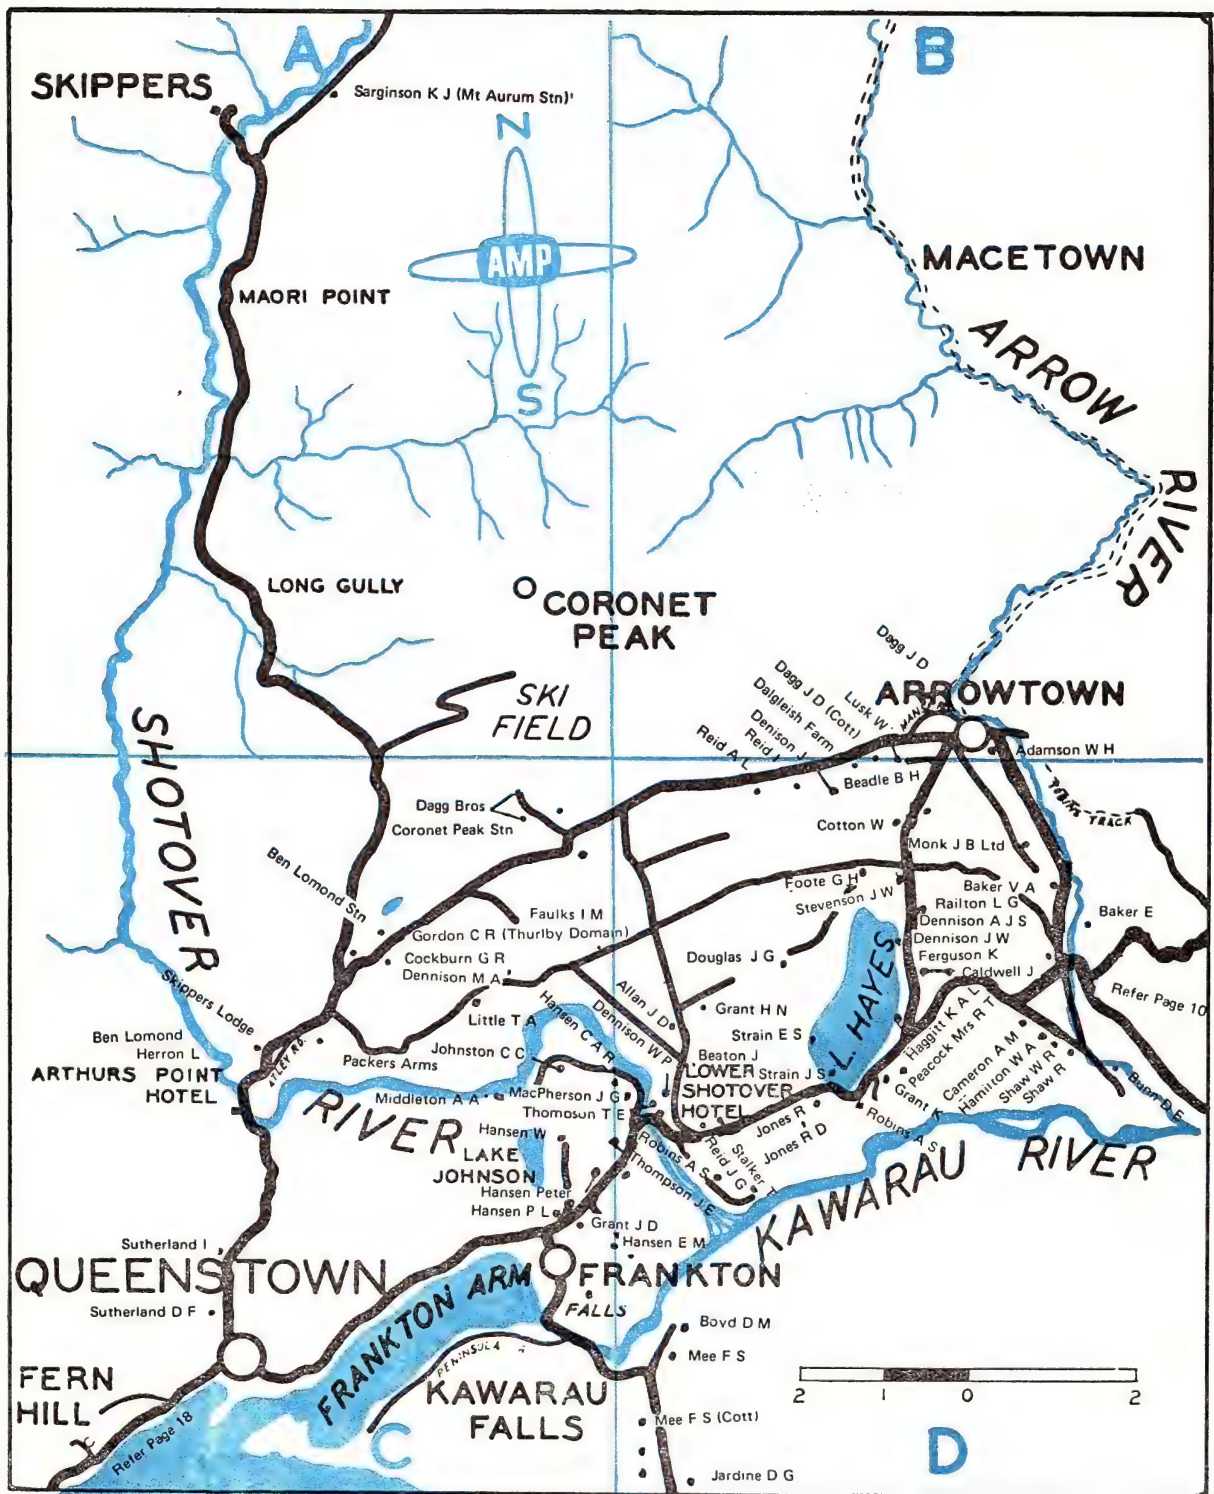 A
B
SKIPPERS
Sarginson K J (Mt Aurum Stn)
N
AMP
S
MACETOWN
MAORI POINT
ARROW
RIVER
LONG GULLY
CORONET
PEAK
SKI
FIELD
Dagg J D
ARROWTOWN
Dagg J D (Cott)
Lusk W
Dalgleish Farm
Denison J
Reid I
Reid A L
Adamson W H
Beadle B H
SHOTOVER
Dagg Bros
Coronet Peak Stn
Cotton W
TRACK
Monk J B Ltd
Ben Lomond Stn
Foote G H
Stevenson J W
Baker V A
Railton L G
Dennison A J S
Dennison J W
Ferguson K
Caldwell J
Baker E
Faulks I M
Gordon C R (Thurlby Domain)
Cockburn G R
Dennison M A
Douglas J G
L. HAYES
Refer Page 10
Skippers Lodge
Allan J D
Grant H N
Hansen C A R
Dennison W P
Little T A
Strain E S
Haggitt K A L
Peacock Mrs R T
Ben Lomond
Herron L
ATLEY RD.
Packers Arms
Johnston C C
Beaton J
ARTHURS POINT
HOTEL
LOWER
SHOTOVER
HOTEL
Strain J S
Cameron A M
Hamilton W A
Shaw W R
Shaw R
Bunn D E
Grant K
Robins A S
RIVER
Middleton A A
MacPherson J G
Thomoson T E
Jones R
Jones R D
Hansen W
LAKE
JOHNSON
Robins A S
Reid J G
Stalker T
Thompson J E
KAWARAU RIVER
Hansen Peter
Hansen P L
Grant J D
Hansen E M
Sutherland I
QUEENSTOWN
Sutherland D F
FRANKTON ARM
FRANKTON
FALLS
PENINSULA
Boyd D M
Mee F S
FERN
HILL
KAWARAU
FALLS
2 1 0 2
Mee F S (Cott)
Refer Page 18
C
D
Jardine D G